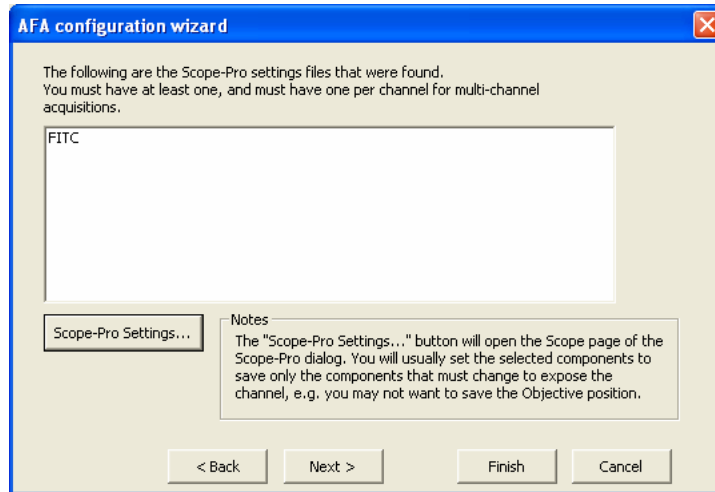 AFA configuration wizard
The following are the Scope-Pro settings files that were found.
You must have at least one, and must have one per channel for multi-channel
acquisitions.
FITC
Scope-Pro Settings...
Notes
The "Scope-Pro Settings..." button will open the Scope page of the
Scope-Pro dialog. You will usually set the selected components to
save only the components that must change to expose the
channel, e.g. you may not want to save the Objective position.
< Back
Next >
Finish
Cancel